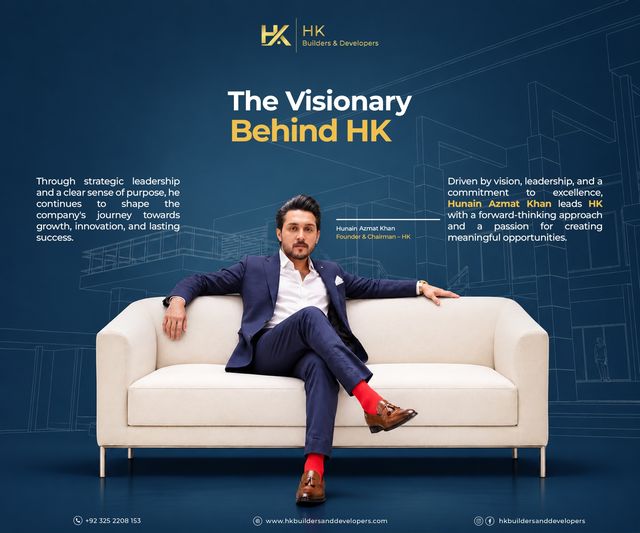 HK
HK
Builders & Developers
The Visionary
Behind HK
Through strategic leadership
and a clear sense of purpose, he
continues to shape the
company's journey towards
growth, innovation, and lasting
success.
Driven by vision, leadership, and a
commitment to excellence,
Hunain Azmat Khan leads HK
with a forward-thinking approach
and a passion for creating
meaningful opportunities.
Hunain Azmat Khan
Founder & Chairman – HK
+92 325 2208 153
www.hkbuildersanddevelopers.com
hkbuildersanddevelopers